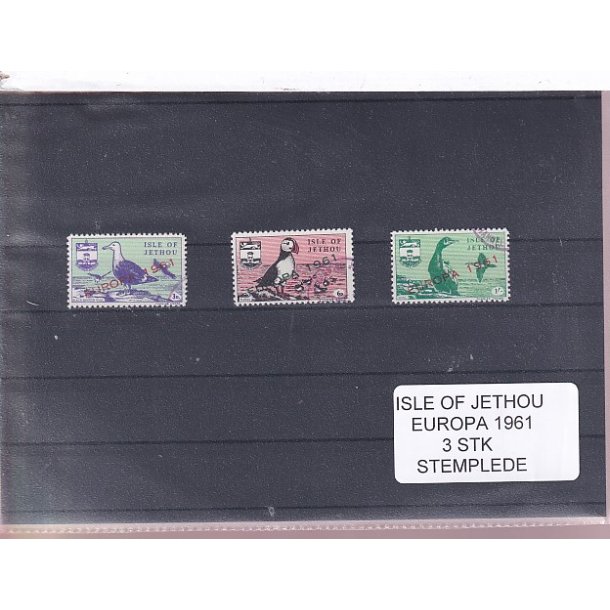 ISLE OF
JETHOU
EUROPA 1961
ISLE OF
JETHOU
EUROPA 1961
ISLE OF
JETHOU
EUROPA 1961
1/-
ISLE OF JETHOU
EUROPA 1961
3 STK
STEMPLEDE